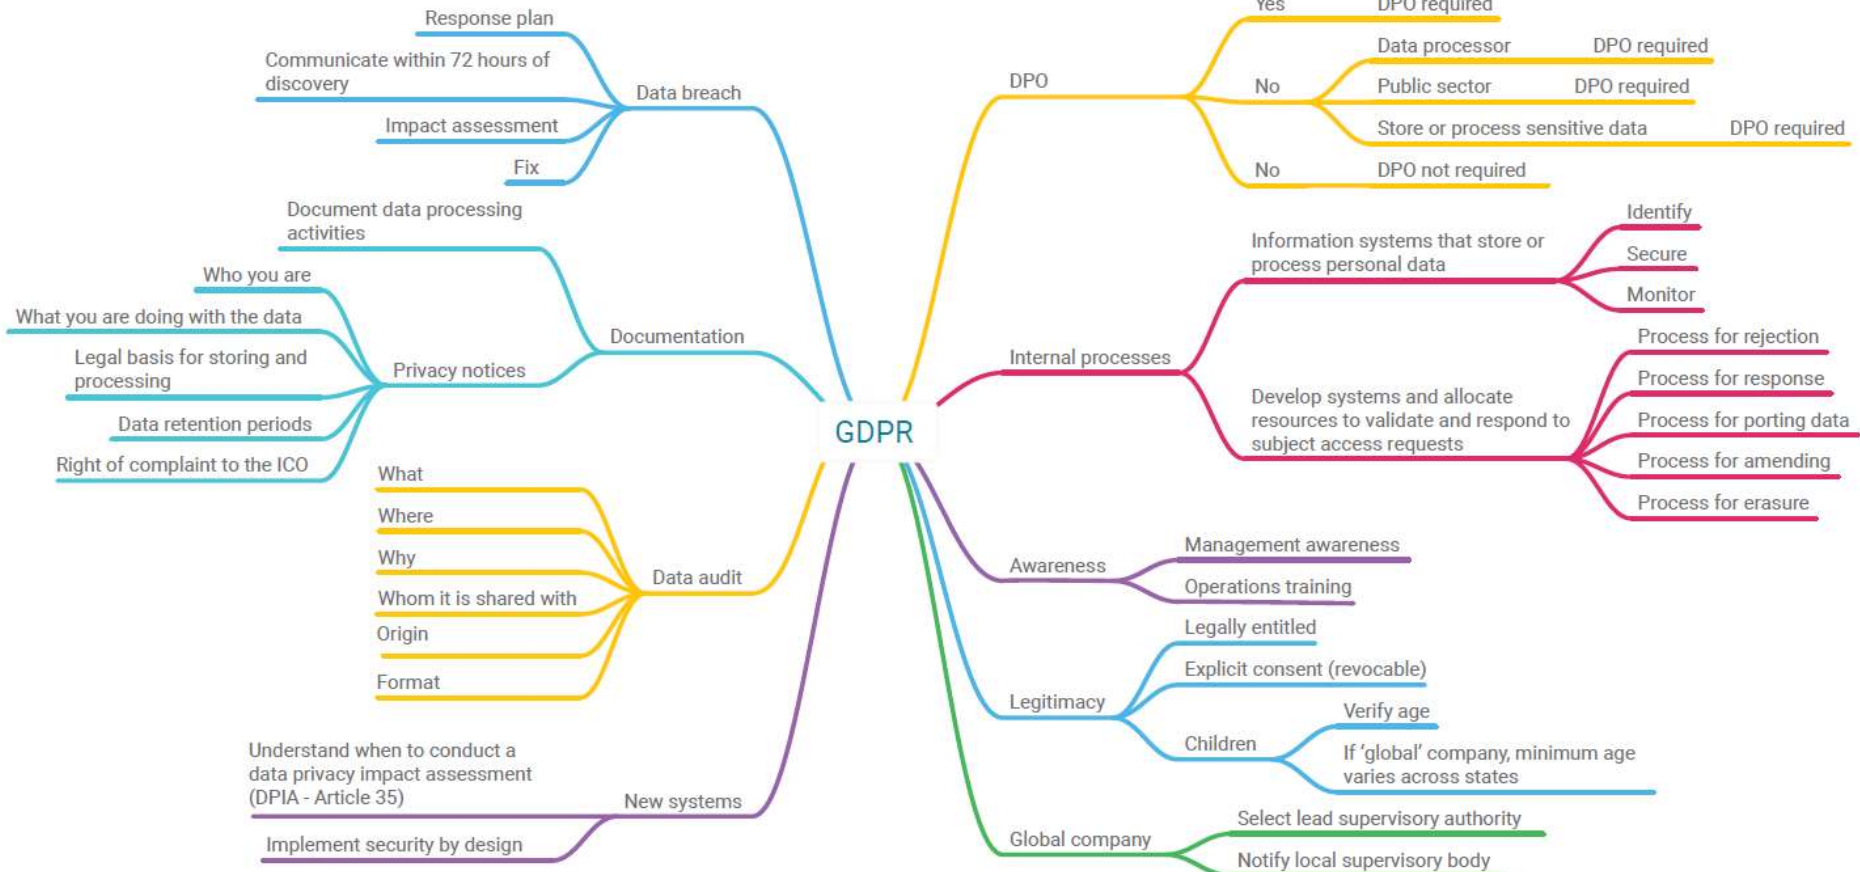 Response plan
Communicate within 72 hours of
discovery
Data breach
Impact assessment
Fix
Document data processing
activities
Who you are
What you are doing with the data
Documentation
Legal basis for storing and
processing
Privacy notices
Data retention periods
Right of complaint to the ICO
What
Where
Why
Data audit
Whom it is shared with
Origin
Format
Understand when to conduct a
data privacy impact assessment
(DPIA - Article 35)
New systems
Implement security by design
GDPR
DPO
Yes DPO required
No
Data processor DPO required
Public sector DPO required
Store or process sensitive data DPO required
No DPO not required
Internal processes
Information systems that store or
process personal data
Identify
Secure
Monitor
Develop systems and allocate
resources to validate and respond to
subject access requests
Process for rejection
Process for response
Process for porting data
Process for amending
Process for erasure
Awareness
Management awareness
Operations training
Legitimacy
Legally entitled
Explicit consent (revocable)
Children
Verify age
If ‘global’ company, minimum age
varies across states
Global company
Select lead supervisory authority
Notify local supervisory body